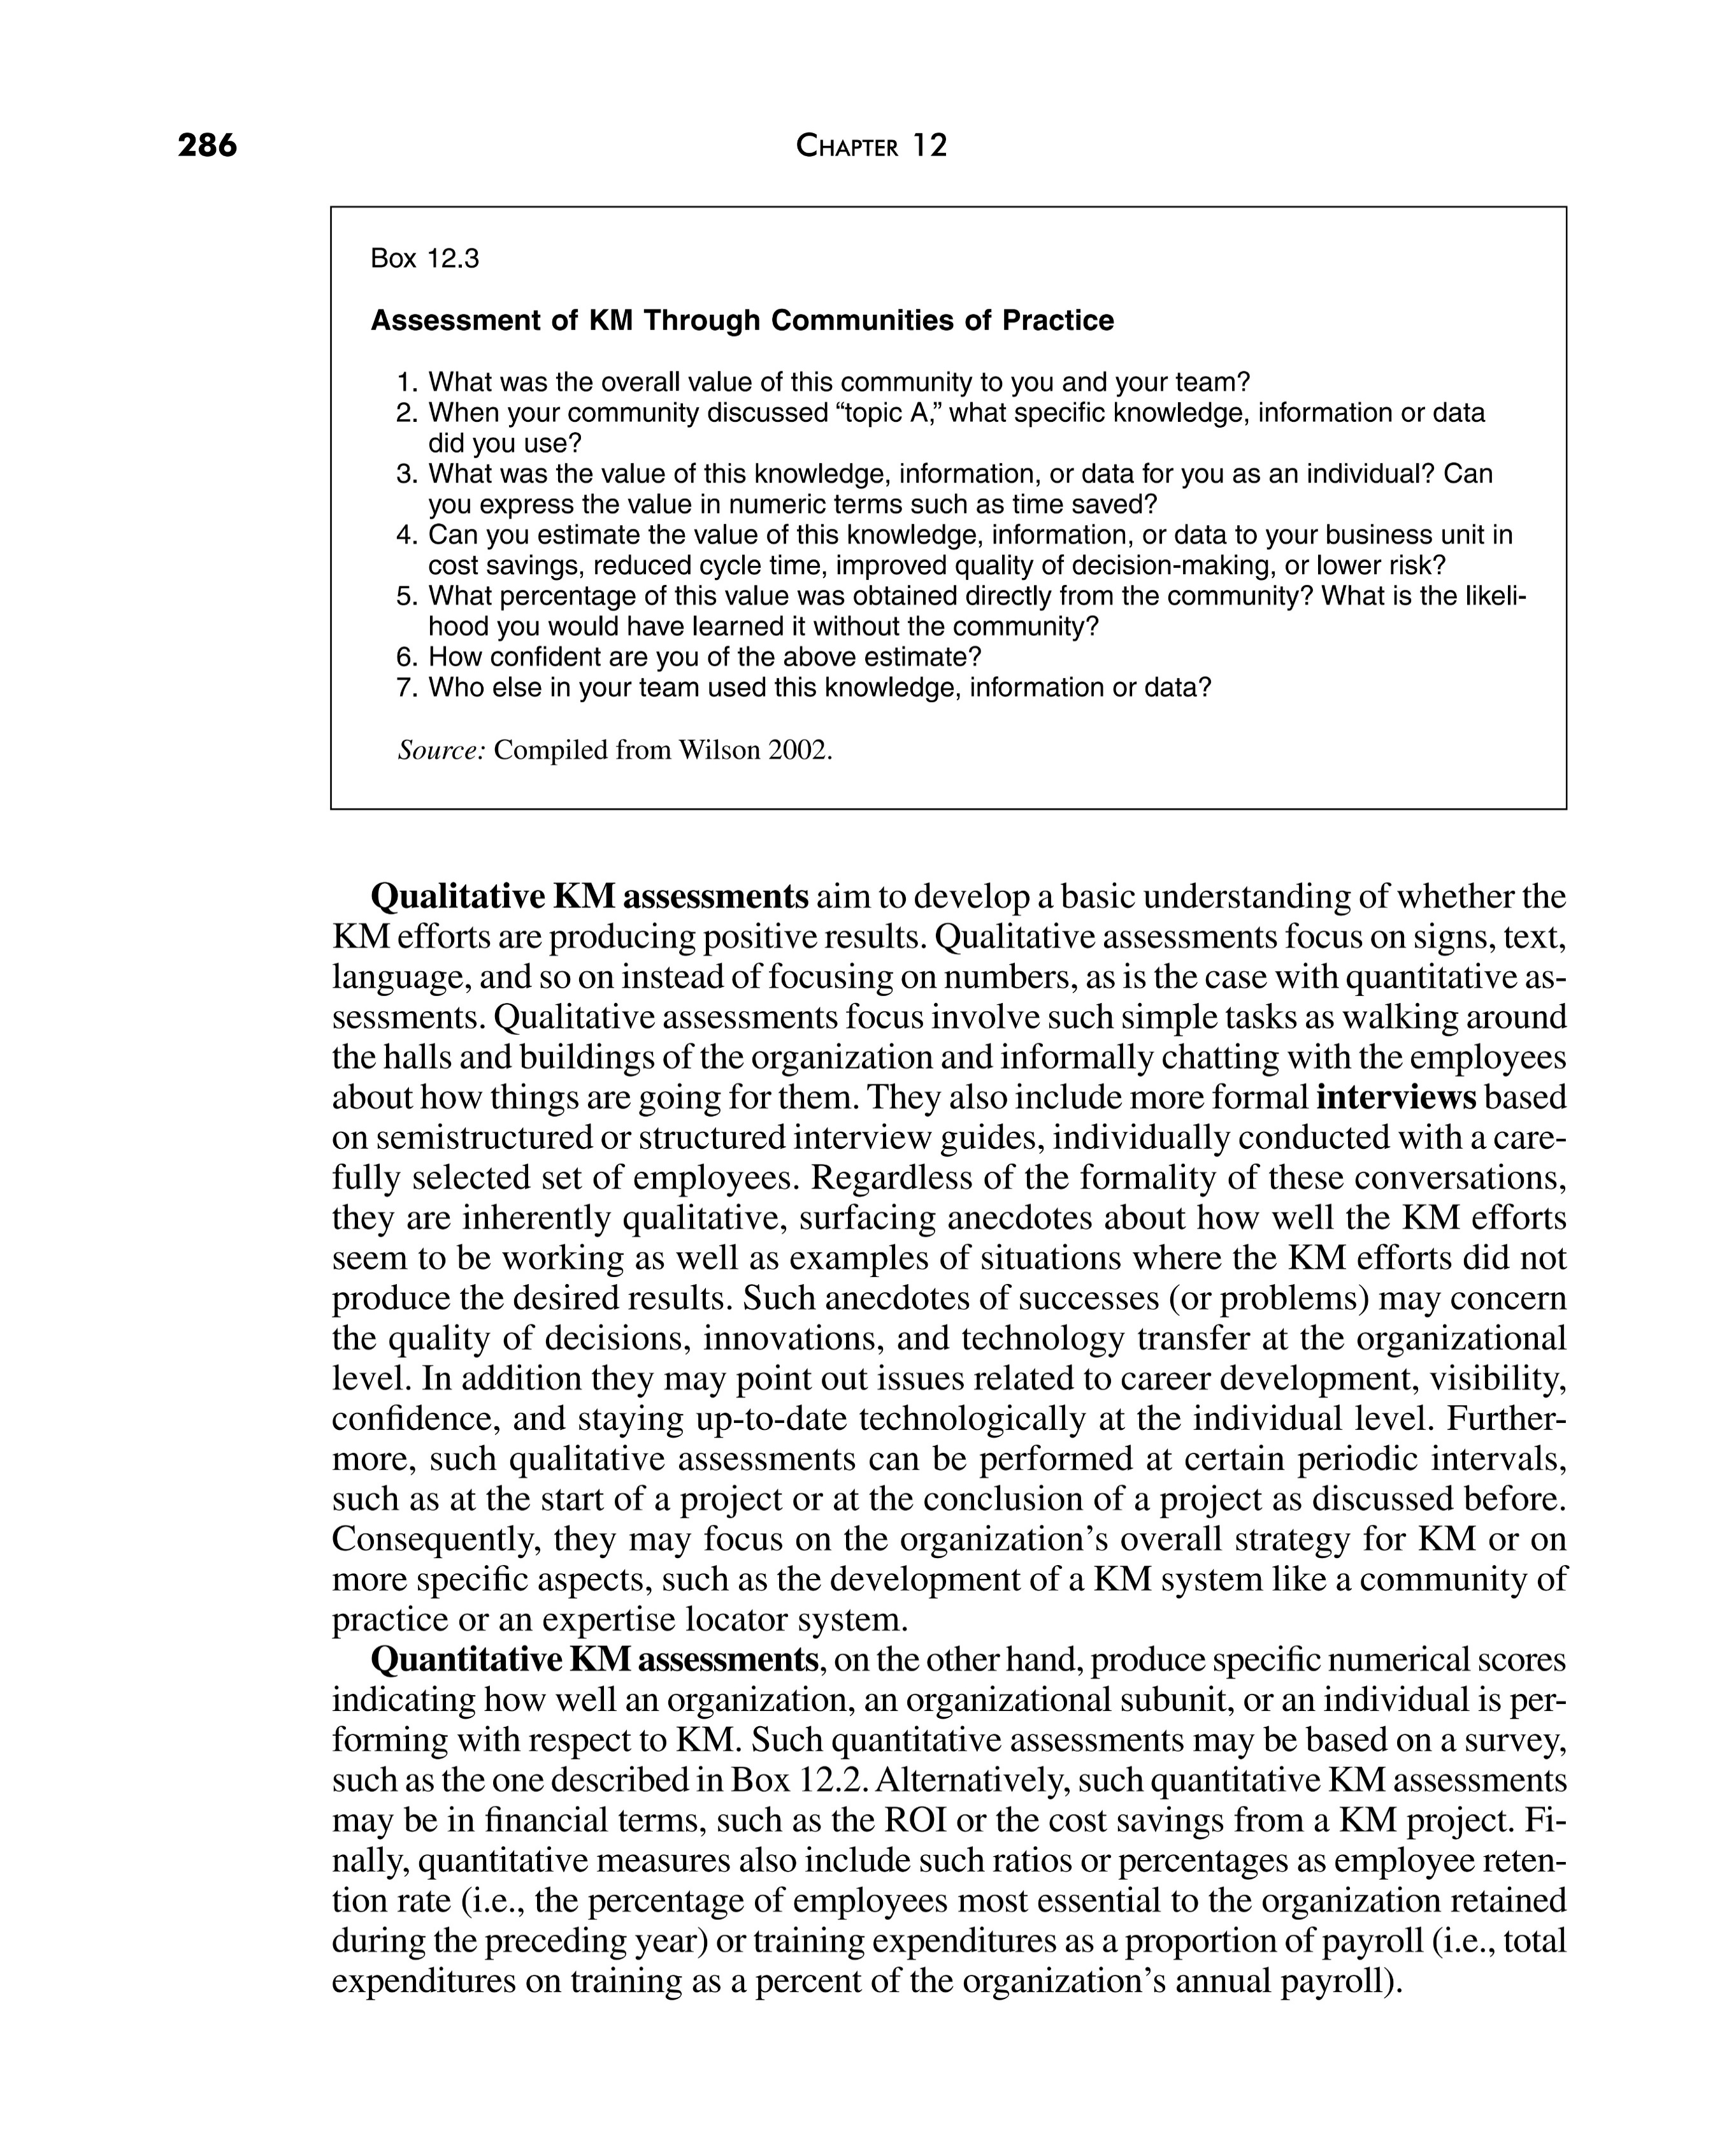 286
CHAPTER 12
Box 12.3
Assessment of KM Through Communities of Practice
1. What was the overall value of this community to you and your team?
2. When your community discussed “topic A,” what specific knowledge, information or data
did you use?
3. What was the value of this knowledge, information, or data for you as an individual? Can
you express the value in numeric terms such as time saved?
4. Can you estimate the value of this knowledge, information, or data to your business unit in
cost savings, reduced cycle time, improved quality of decision-making, or lower risk?
5. What percentage of this value was obtained directly from the community? What is the likeli-
hood you would have learned it without the community?
6. How confident are you of the above estimate?
7. Who else in your team used this knowledge, information or data?
Source: Compiled from Wilson 2002.
Qualitative KM assessments aim to develop a basic understanding of whether the
KM efforts are producing positive results. Qualitative assessments focus on signs, text,
language, and so on instead of focusing on numbers, as is the case with quantitative as-
sessments. Qualitative assessments focus involve such simple tasks as walking around
the halls and buildings of the organization and informally chatting with the employees
about how things are going for them. They also include more formal interviews based
on semistructured or structured interview guides, individually conducted with a care-
fully selected set of employees. Regardless of the formality of these conversations,
they are inherently qualitative, surfacing anecdotes about how well the KM efforts
seem to be working as well as examples of situations where the KM efforts did not
produce the desired results. Such anecdotes of successes (or problems) may concern
the quality of decisions, innovations, and technology transfer at the organizational
level. In addition they may point out issues related to career development, visibility,
confidence, and staying up-to-date technologically at the individual level. Further-
more, such qualitative assessments can be performed at certain periodic intervals,
such as at the start of a project or at the conclusion of a project as discussed before.
Consequently, they may focus on the organization’s overall strategy for KM or on
more specific aspects, such as the development of a KM system like a community of
practice or an expertise locator system.
Quantitative KM assessments, on the other hand, produce specific numerical scores
indicating how well an organization, an organizational subunit, or an individual is per-
forming with respect to KM. Such quantitative assessments may be based on a survey,
such as the one described in Box 12.2. Alternatively, such quantitative KM assessments
may be in financial terms, such as the ROI or the cost savings from a KM project. Fi-
nally, quantitative measures also include such ratios or percentages as employee reten-
tion rate (i.e., the percentage of employees most essential to the organization retained
during the preceding year) or training expenditures as a proportion of payroll (i.e., total
expenditures on training as a percent of the organization’s annual payroll).